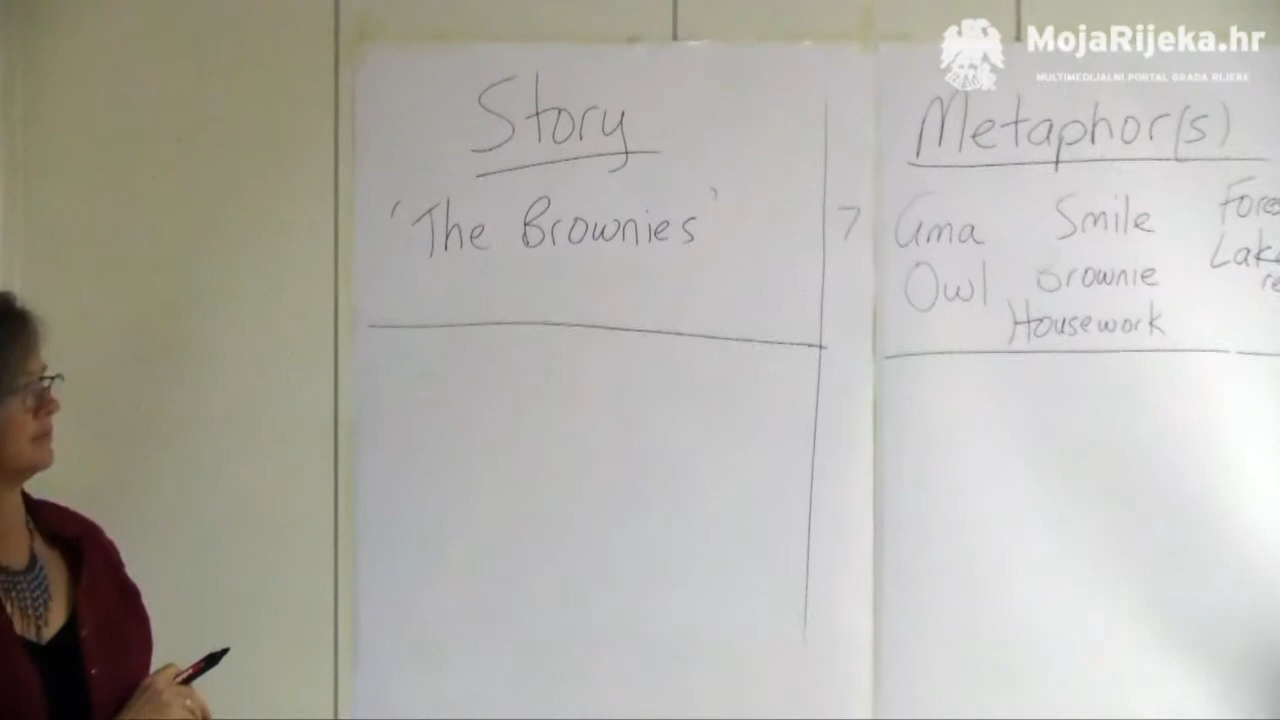 MojaRijeka.hr
MULTIMEDIJALNI PORTAL GRADA RIJEKE
Story
'The Brownies'
7
Metaphor(s)
Gma Smile
Owl Brownie
Housework